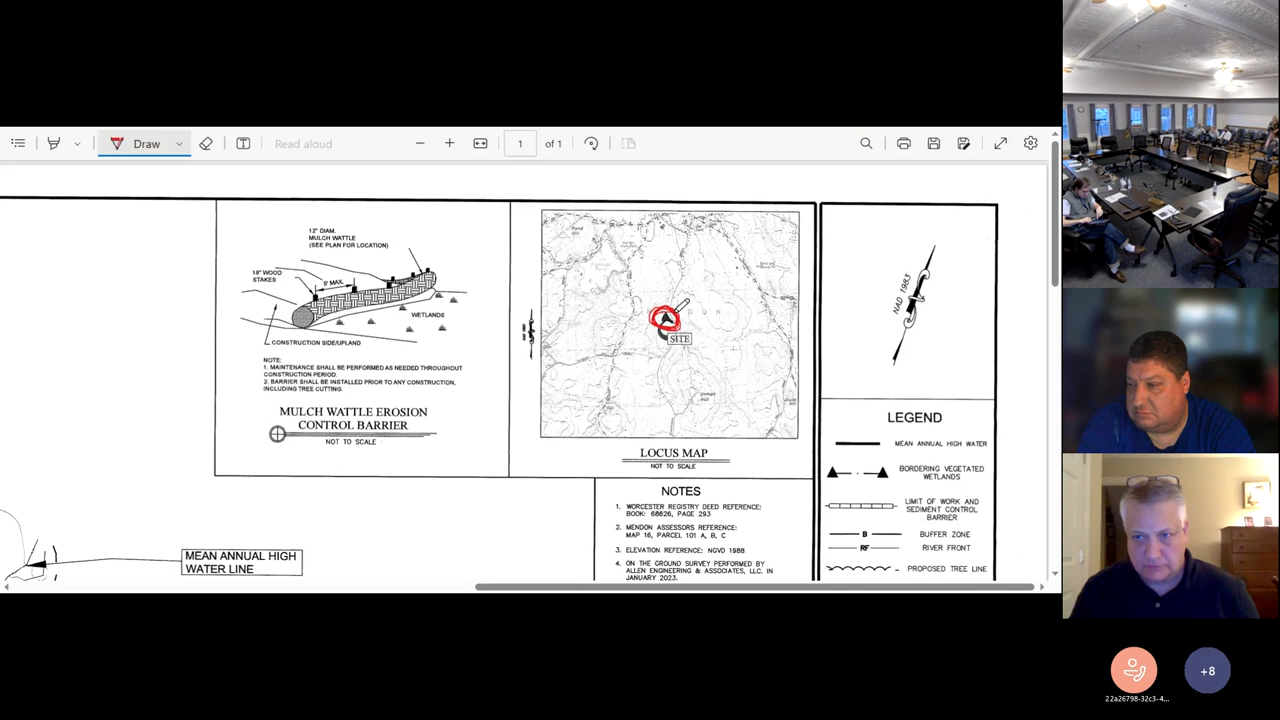 Draw
Read aloud
1
of 1
12" DIAM.
MULCH WATTLE
(SEE PLAN FOR LOCATION)
18" WOOD
STAKES
5' MAX.
WETLANDS
CONSTRUCTION SIDE/UPLAND
NOTE:
1. MAINTENANCE SHALL BE PERFORMED AS NEEDED THROUGHOUT
CONSTRUCTION PERIOD.
2. BARRIER SHALL BE INSTALLED PRIOR TO ANY CONSTRUCTION,
INCLUDING TREE CUTTING.
MULCH WATTLE EROSION
CONTROL BARRIER
NOT TO SCALE
SITE
LOCUS MAP
NOT TO SCALE
NAD 1983
LEGEND
MEAN ANNUAL HIGH WATER
BORDERING VEGETATED
WETLANDS
LIMIT OF WORK AND
SEDIMENT CONTROL
BARRIER
B
BUFFER ZONE
RF
RIVER FRONT
PROPOSED TREE LINE
NOTES
1. WORCESTER REGISTRY DEED REFERENCE:
BOOK: 68626, PAGE 293
2. MENDON ASSESSORS REFERENCE:
MAP 16, PARCEL 101 A, B, C
3. ELEVATION REFERENCE: NGVD 1988
4. ON THE GROUND SURVEY PERFORMED BY
ALLEN ENGINEERING & ASSOCIATES, LLC. IN
JANUARY 2023.
MEAN ANNUAL HIGH
WATER LINE
+8
22a26798-32c3-4...